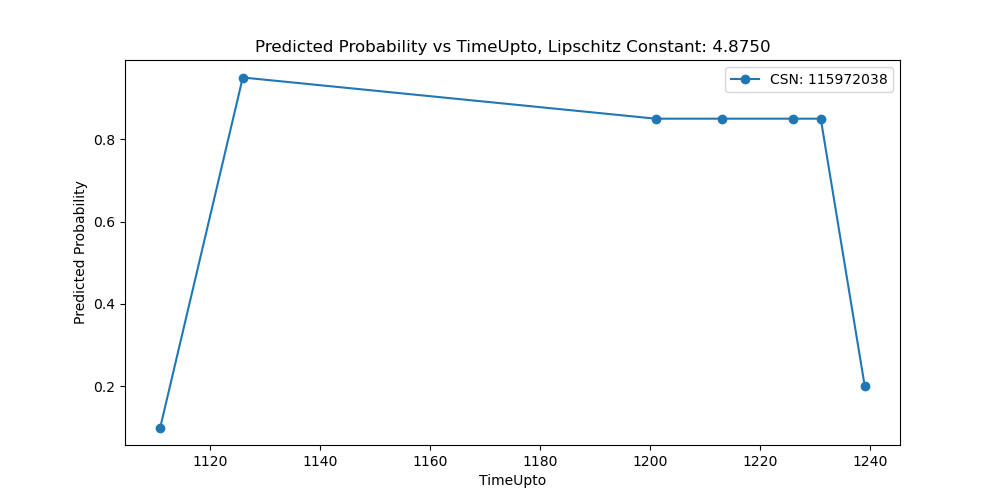 Predicted Probability vs TimeUpto, Lipschitz Constant: 4.8750
CSN: 115972038
Predicted Probability
0.8
0.6
0.4
0.2
1120 1140 1160 1180 1200 1220 1240
TimeUpto